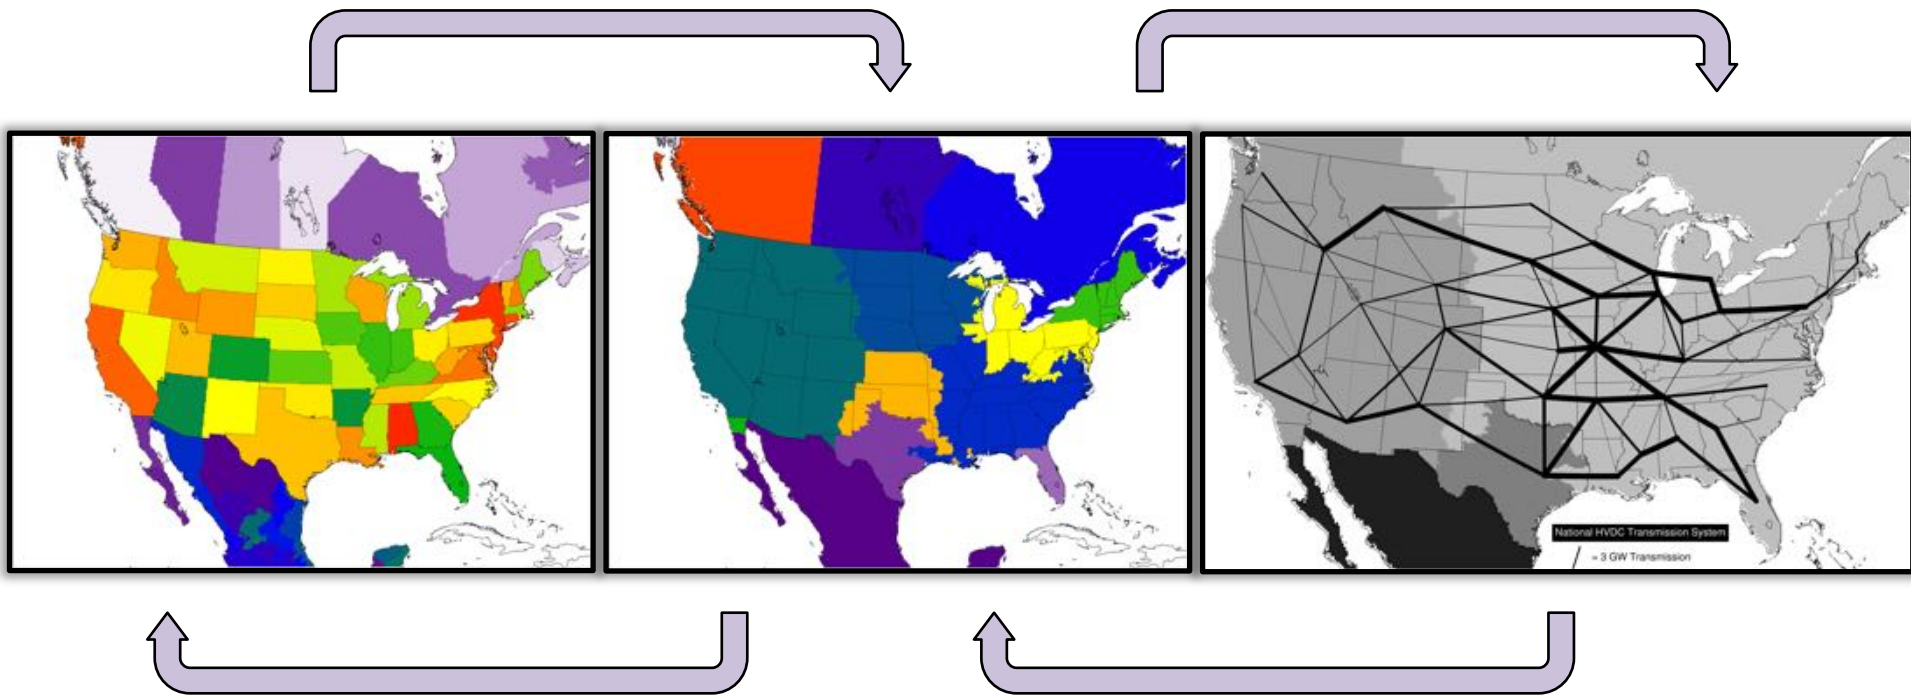 National HVDC Transmission System
= 3 GW Transmission